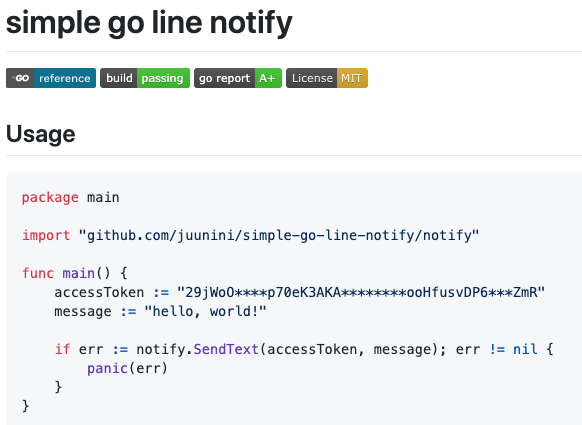 simple go line notify
GO reference build passing go report A+ License MIT
Usage
package main
import "github.com/juunini/simple-go-line-notify/notify"
func main() {
    accessToken := "29jWoO****p70eK3AKA********ooHfusvDP6***ZmR"
    message := "hello, world!"
    if err := notify.SendText(accessToken, message); err != nil {
        panic(err)
    }
}